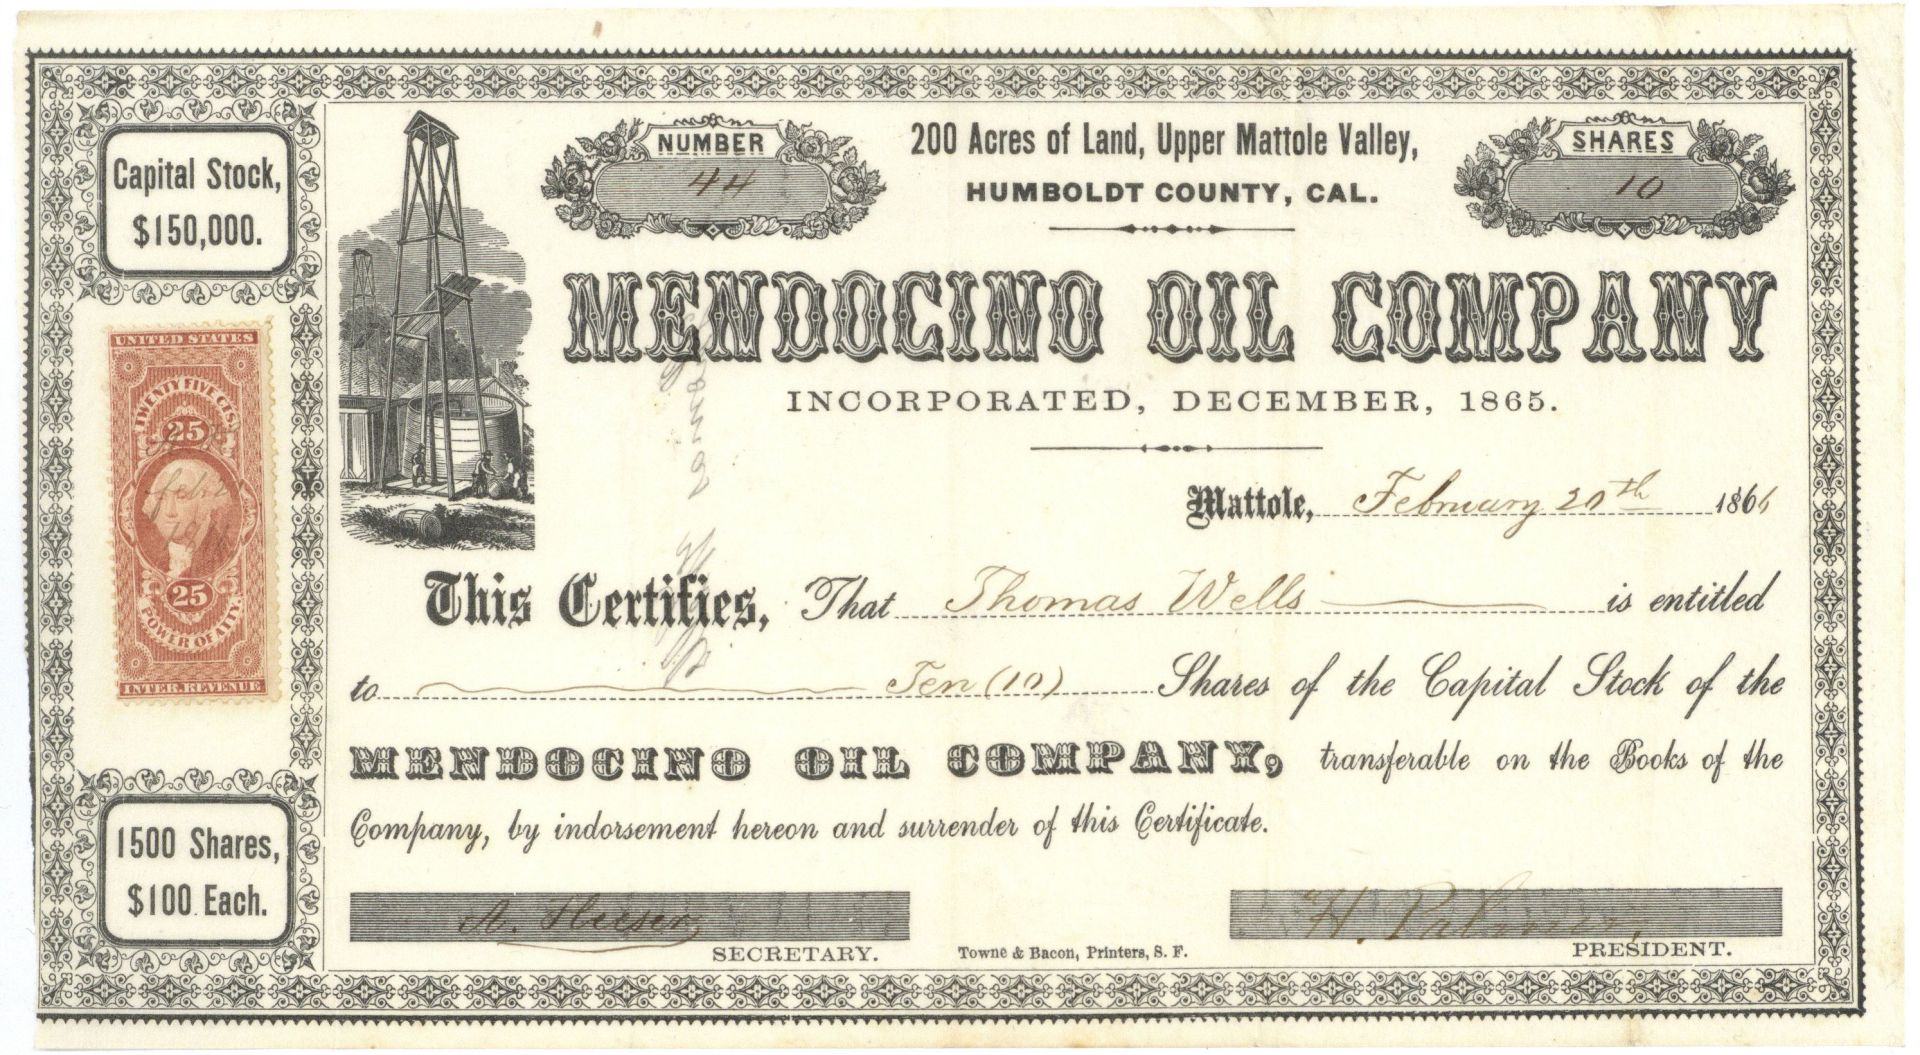 Capital Stock,
$150,000.
UNITED STATES
TWENTY FIVE CTS.
25
Feb 2
25
POWER OF ATTY.
INTER. REVENUE
1500 Shares,
$100 Each.
NUMBER
44
200 Acres of Land, Upper Mattole Valley,
HUMBOLDT COUNTY, CAL.
SHARES
10
MENDOCINO OIL COMPANY
INCORPORATED, DECEMBER, 1865.
Mattole, February 20th 1866
This Certifies, That Thomas Wells is entitled
to Ten (10) Shares of the Capital Stock of the
MENDOCINO OIL COMPANY, transferable on the Books of the
Company, by indorsement hereon and surrender of this Certificate.
A. Heeser
SECRETARY.
Towne & Bacon, Printers, S. F.
H. Palmer,
PRESIDENT.